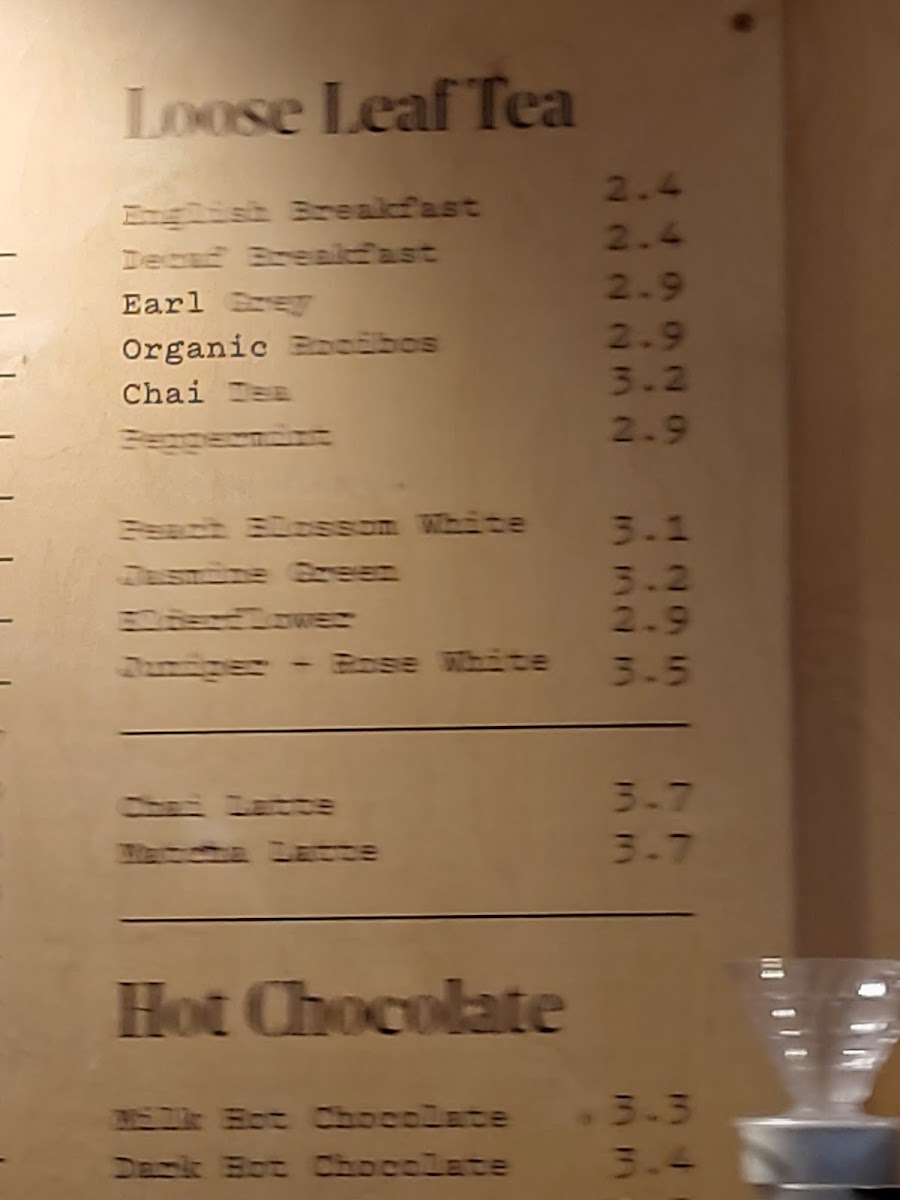 Loose Leaf Tea
English Breakfast 2.4
Decaf Breakfast 2.4
Earl Grey 2.9
Organic Rooibos 2.9
Chai Tea 3.2
Peppermint 2.9
Peach Blossom White 3.1
Jasmine Green 3.2
Elderflower 2.9
Juniper - Rose White 3.5
Chai Latte 3.7
Matcha Latte 3.7
Hot Chocolate
Milk Hot Chocolate 3.3
Dark Hot Chocolate 3.4